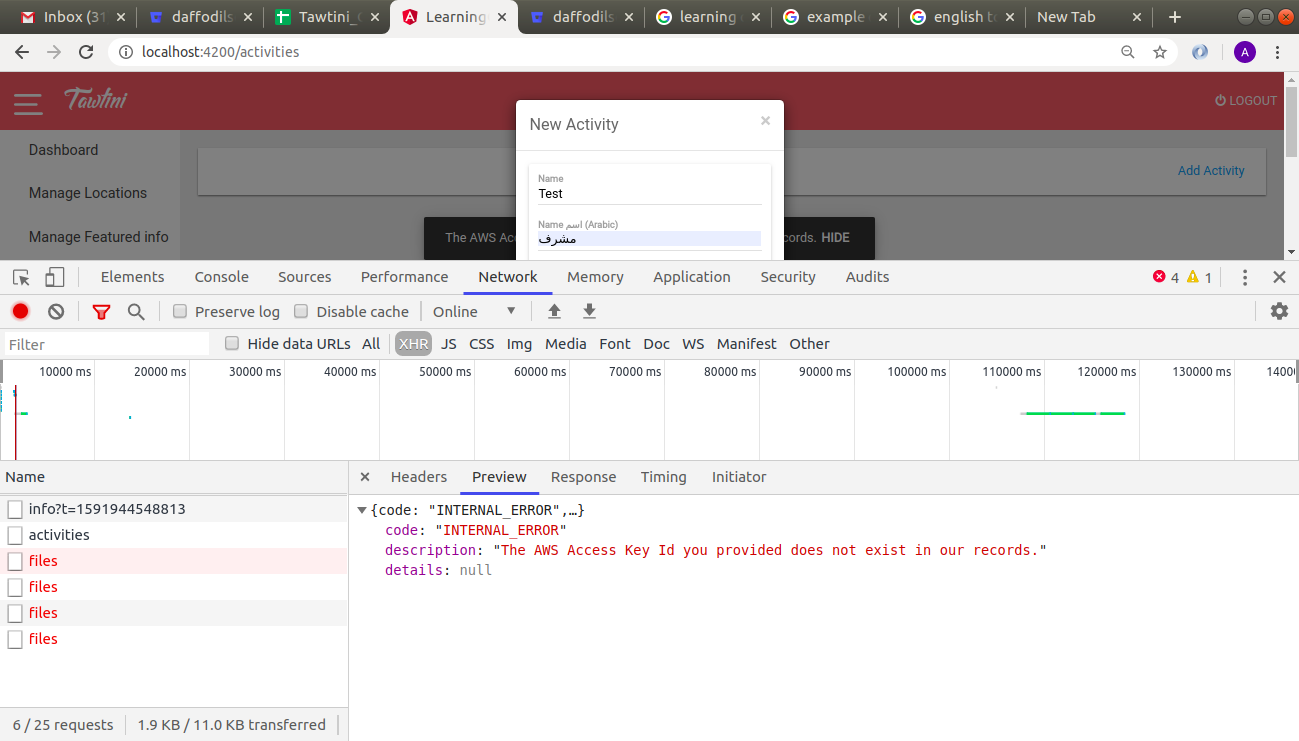 Inbox (31 daffodils Tawtini_ Learning daffodils learning example english to New Tab
localhost:4200/activities A
Tawtini LOGOUT
New Activity ×
Dashboard
Add Activity
Name
Test
Manage Locations
Name اسم (Arabic)
مشرف
Manage Featured info
The AWS Acc cords. HIDE
Elements Console Sources Performance Network Memory Application Security Audits 4 1
Preserve log Disable cache Online
Filter Hide data URLs All XHR JS CSS Img Media Font Doc WS Manifest Other
10000 ms 20000 ms 30000 ms 40000 ms 50000 ms 60000 ms 70000 ms 80000 ms 90000 ms 100000 ms 110000 ms 120000 ms 130000 ms 1400
Name Headers Preview Response Timing Initiator
info?t=1591944548813
activities
files
files
files
files
{code: "INTERNAL_ERROR",…}
code: "INTERNAL_ERROR"
description: "The AWS Access Key Id you provided does not exist in our records."
details: null
6 / 25 requests 1.9 KB / 11.0 KB transferred